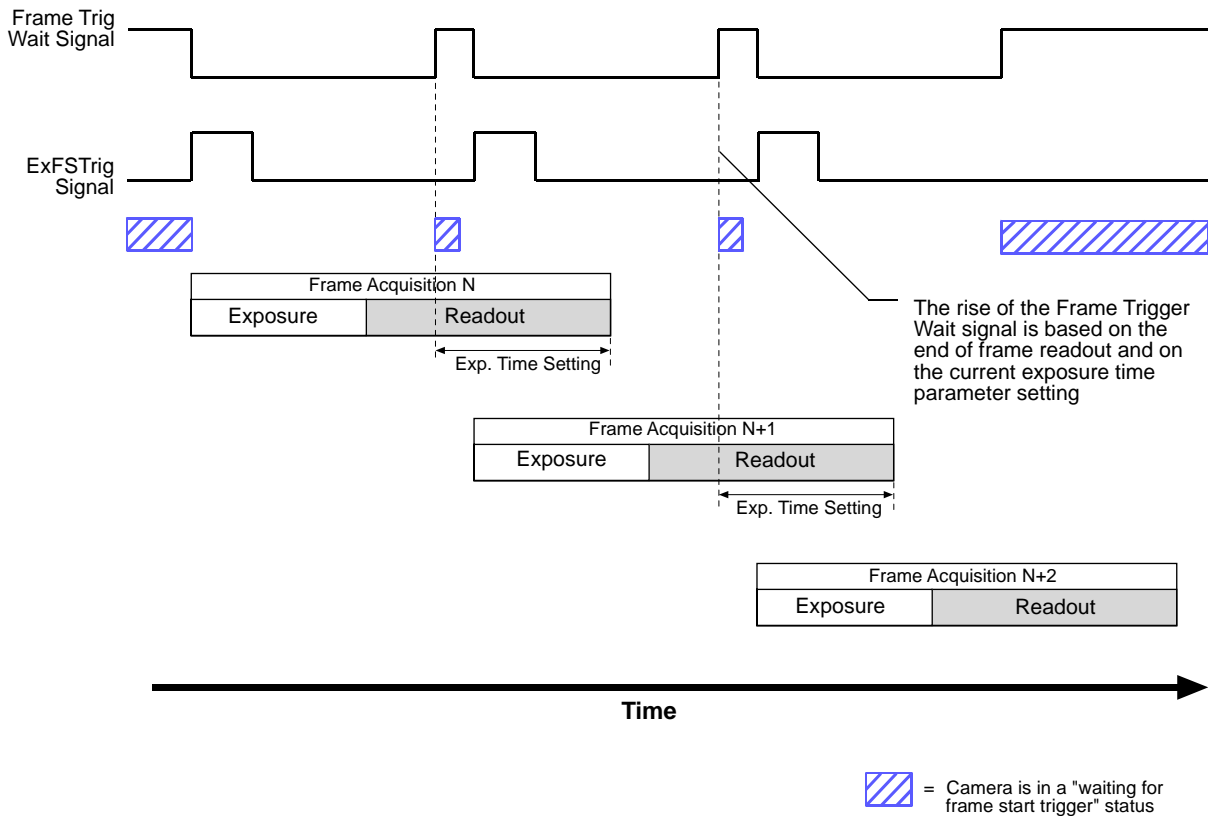 Frame Trig
Wait Signal
ExFSTrig
Signal
Frame Acquisition N
Exposure
Readout
Exp. Time Setting
The rise of the Frame Trigger
Wait signal is based on the
end of frame readout and on
the current exposure time
parameter setting
Frame Acquisition N+1
Exposure
Readout
Exp. Time Setting
Frame Acquisition N+2
Exposure
Readout
Time
= Camera is in a "waiting for
frame start trigger" status